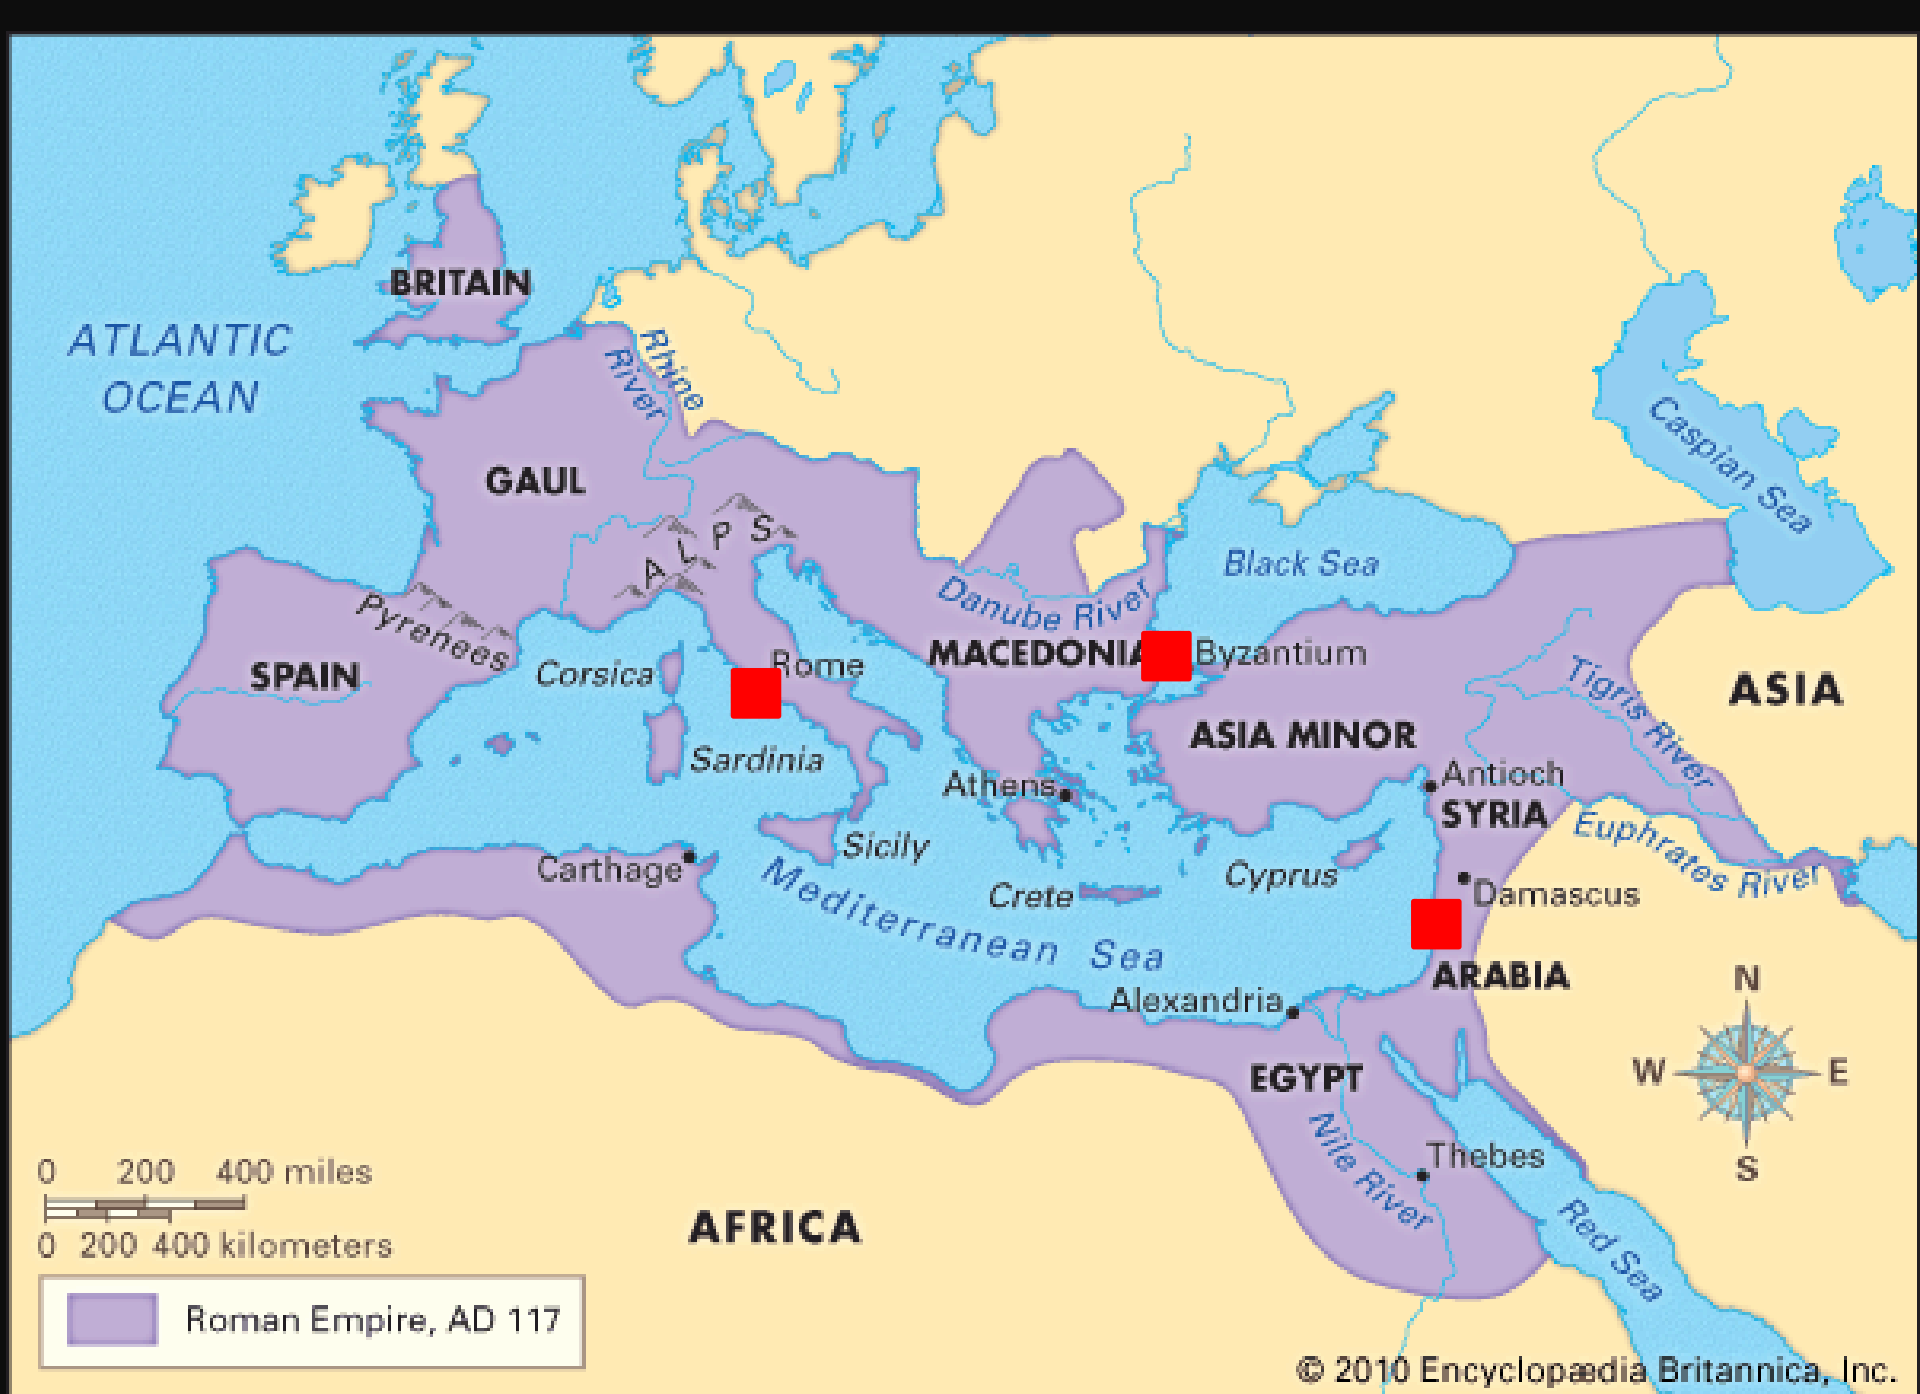 BRITAIN
ATLANTIC
OCEAN
Rhine
River
GAUL
ALPS
Pyrenees
SPAIN
Corsica
Rome
Sardinia
Danube River
MACEDONIA
Byzantium
Black Sea
Caspian Sea
ASIA
ASIA MINOR
Tigris River
Athens
Antioch
SYRIA
Euphrates River
Carthage
Sicily
Mediterranean Sea
Crete
Cyprus
Damascus
ARABIA
Alexandria
EGYPT
Nile River
Thebes
Red Sea
AFRICA
N
W E
S
0 200 400 miles
0 200 400 kilometers
Roman Empire, AD 117
© 2010 Encyclopædia Britannica, Inc.